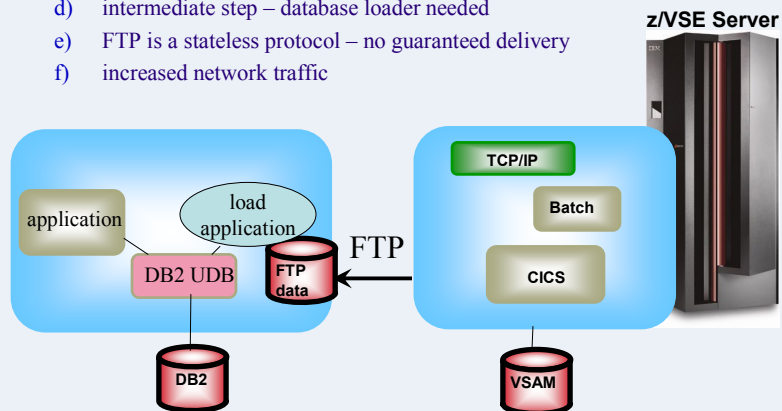 d) intermediate step – database loader needed
e) FTP is a stateless protocol – no guaranteed delivery
f) increased network traffic
z/VSE Server
TCP/IP
Batch
CICS
application
load
application
DB2 UDB
FTP
data
FTP
DB2
VSAM